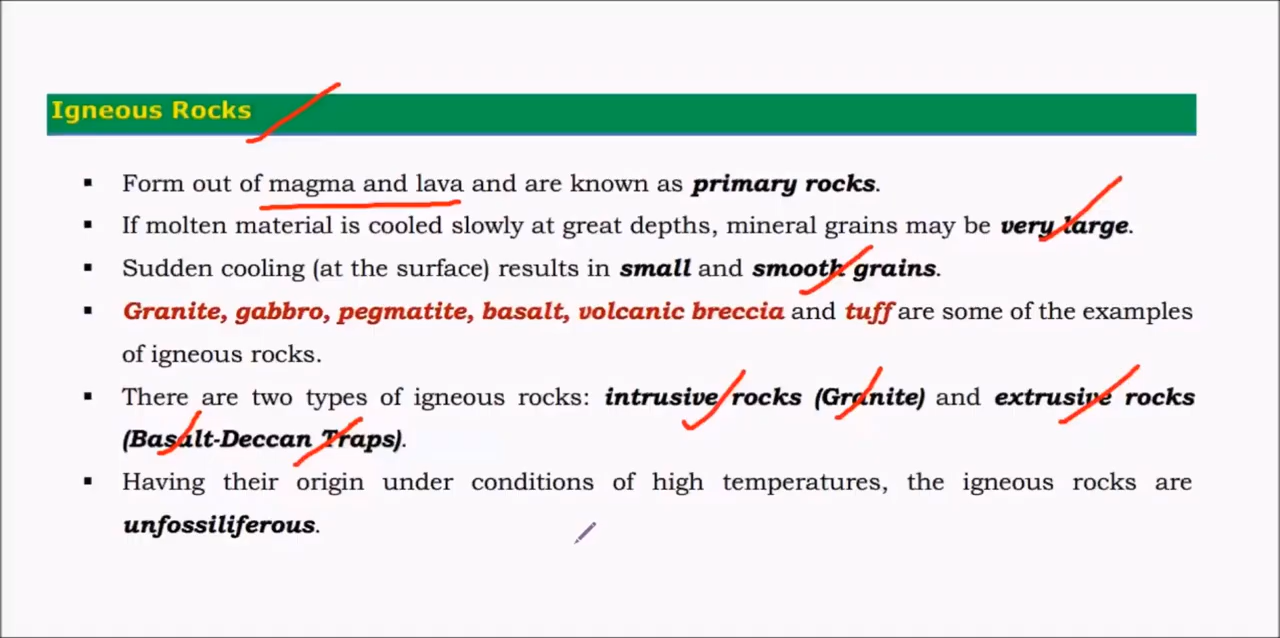 Igneous Rocks
▪ Form out of magma and lava and are known as primary rocks.
▪ If molten material is cooled slowly at great depths, mineral grains may be very large.
▪ Sudden cooling (at the surface) results in small and smooth grains.
▪ Granite, gabbro, pegmatite, basalt, volcanic breccia and tuff are some of the examples
of igneous rocks.
▪ There are two types of igneous rocks: intrusive rocks (Granite) and extrusive rocks
(Basalt-Deccan Traps).
▪ Having their origin under conditions of high temperatures, the igneous rocks are
unfossiliferous.